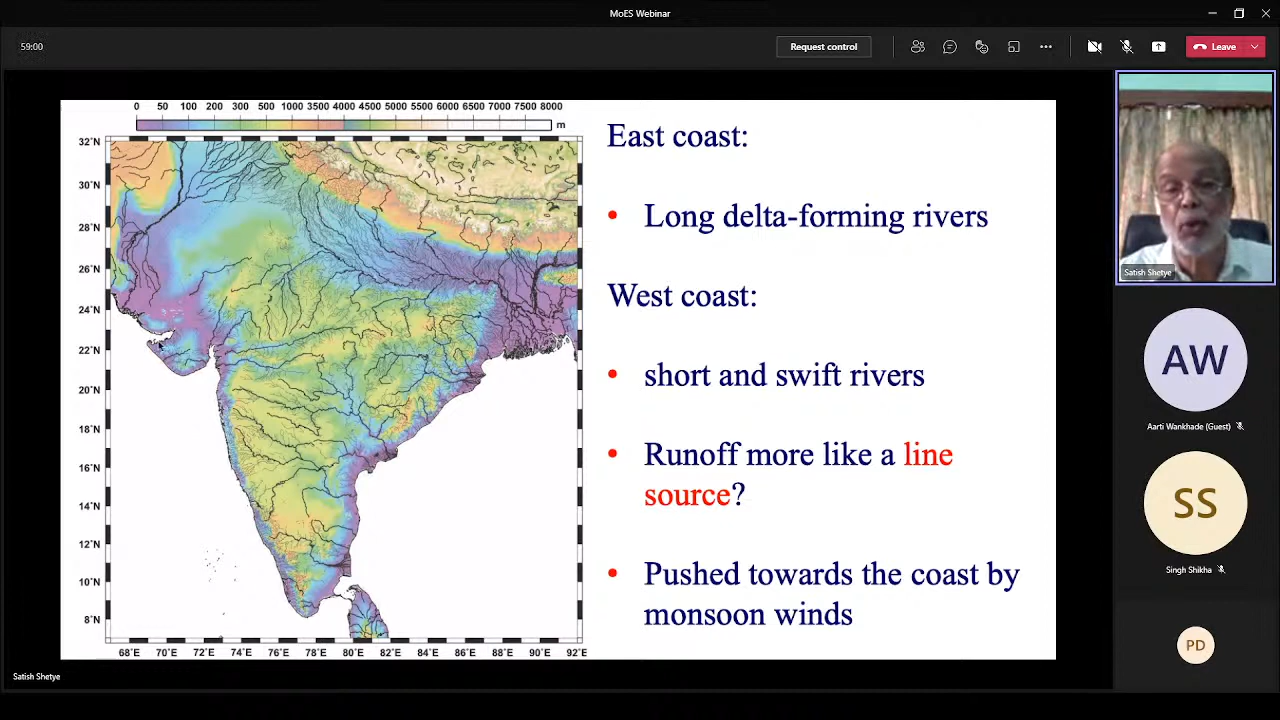 MoES Webinar
59:00
Request control
Leave
0 50 100 200 300 500 1000 3500 4000 4500 5000 5500 6000 6500 7000 7500 8000
m
32°N
30°N
28°N
26°N
24°N
22°N
20°N
18°N
16°N
14°N
12°N
10°N
8°N
68°E 70°E 72°E 74°E 76°E 78°E 80°E 82°E 84°E 86°E 88°E 90°E 92°E
East coast:
• Long delta-forming rivers
West coast:
• short and swift rivers
• Runoff more like a line
source?
• Pushed towards the coast by
monsoon winds
Satish Shetye
AW
Aarti Wankhade (Guest)
SS
Singh Shikha
PD
Satish Shetye